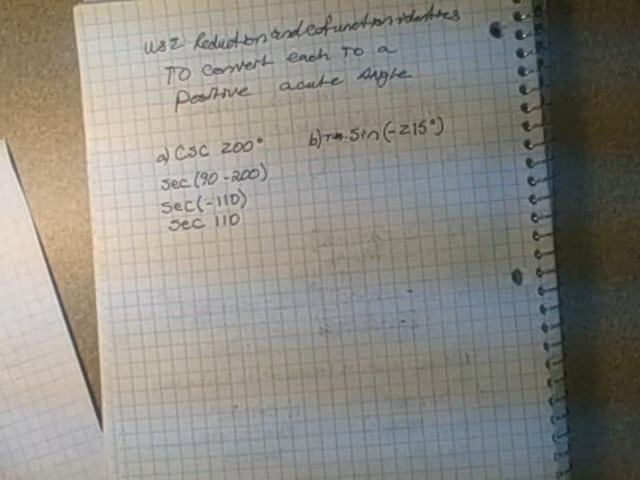 USE Reduction and cofunction identities
TO convert each TO a
Positive acute Angle
a) CSC 200° b) Sin(-215°)
sec(90-200)
sec(-110)
sec 110